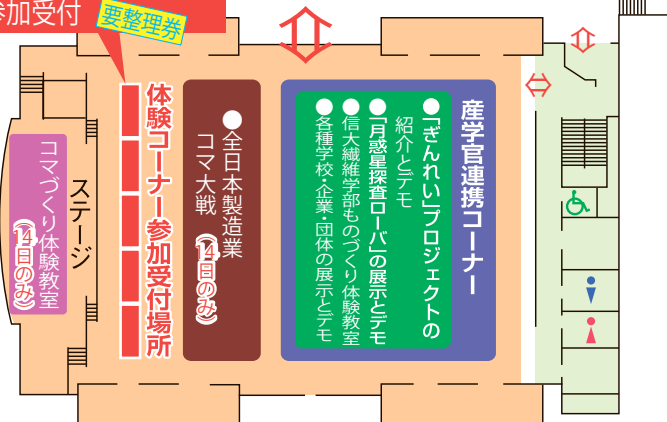 参加受付
要整理券
産学官連携コーナー
●「ぎんれい」プロジェクトの
紹介とデモ
●「月惑星探査ローバ」の展示とデモ
●信大繊維学部ものづくり体験教室
●各種学校・企業・団体の展示とデモ
●全日本製造業
コマ大戦(14日のみ)
体験コーナー参加受付場所
ステージ
コマづくり体験教室
(14日のみ)